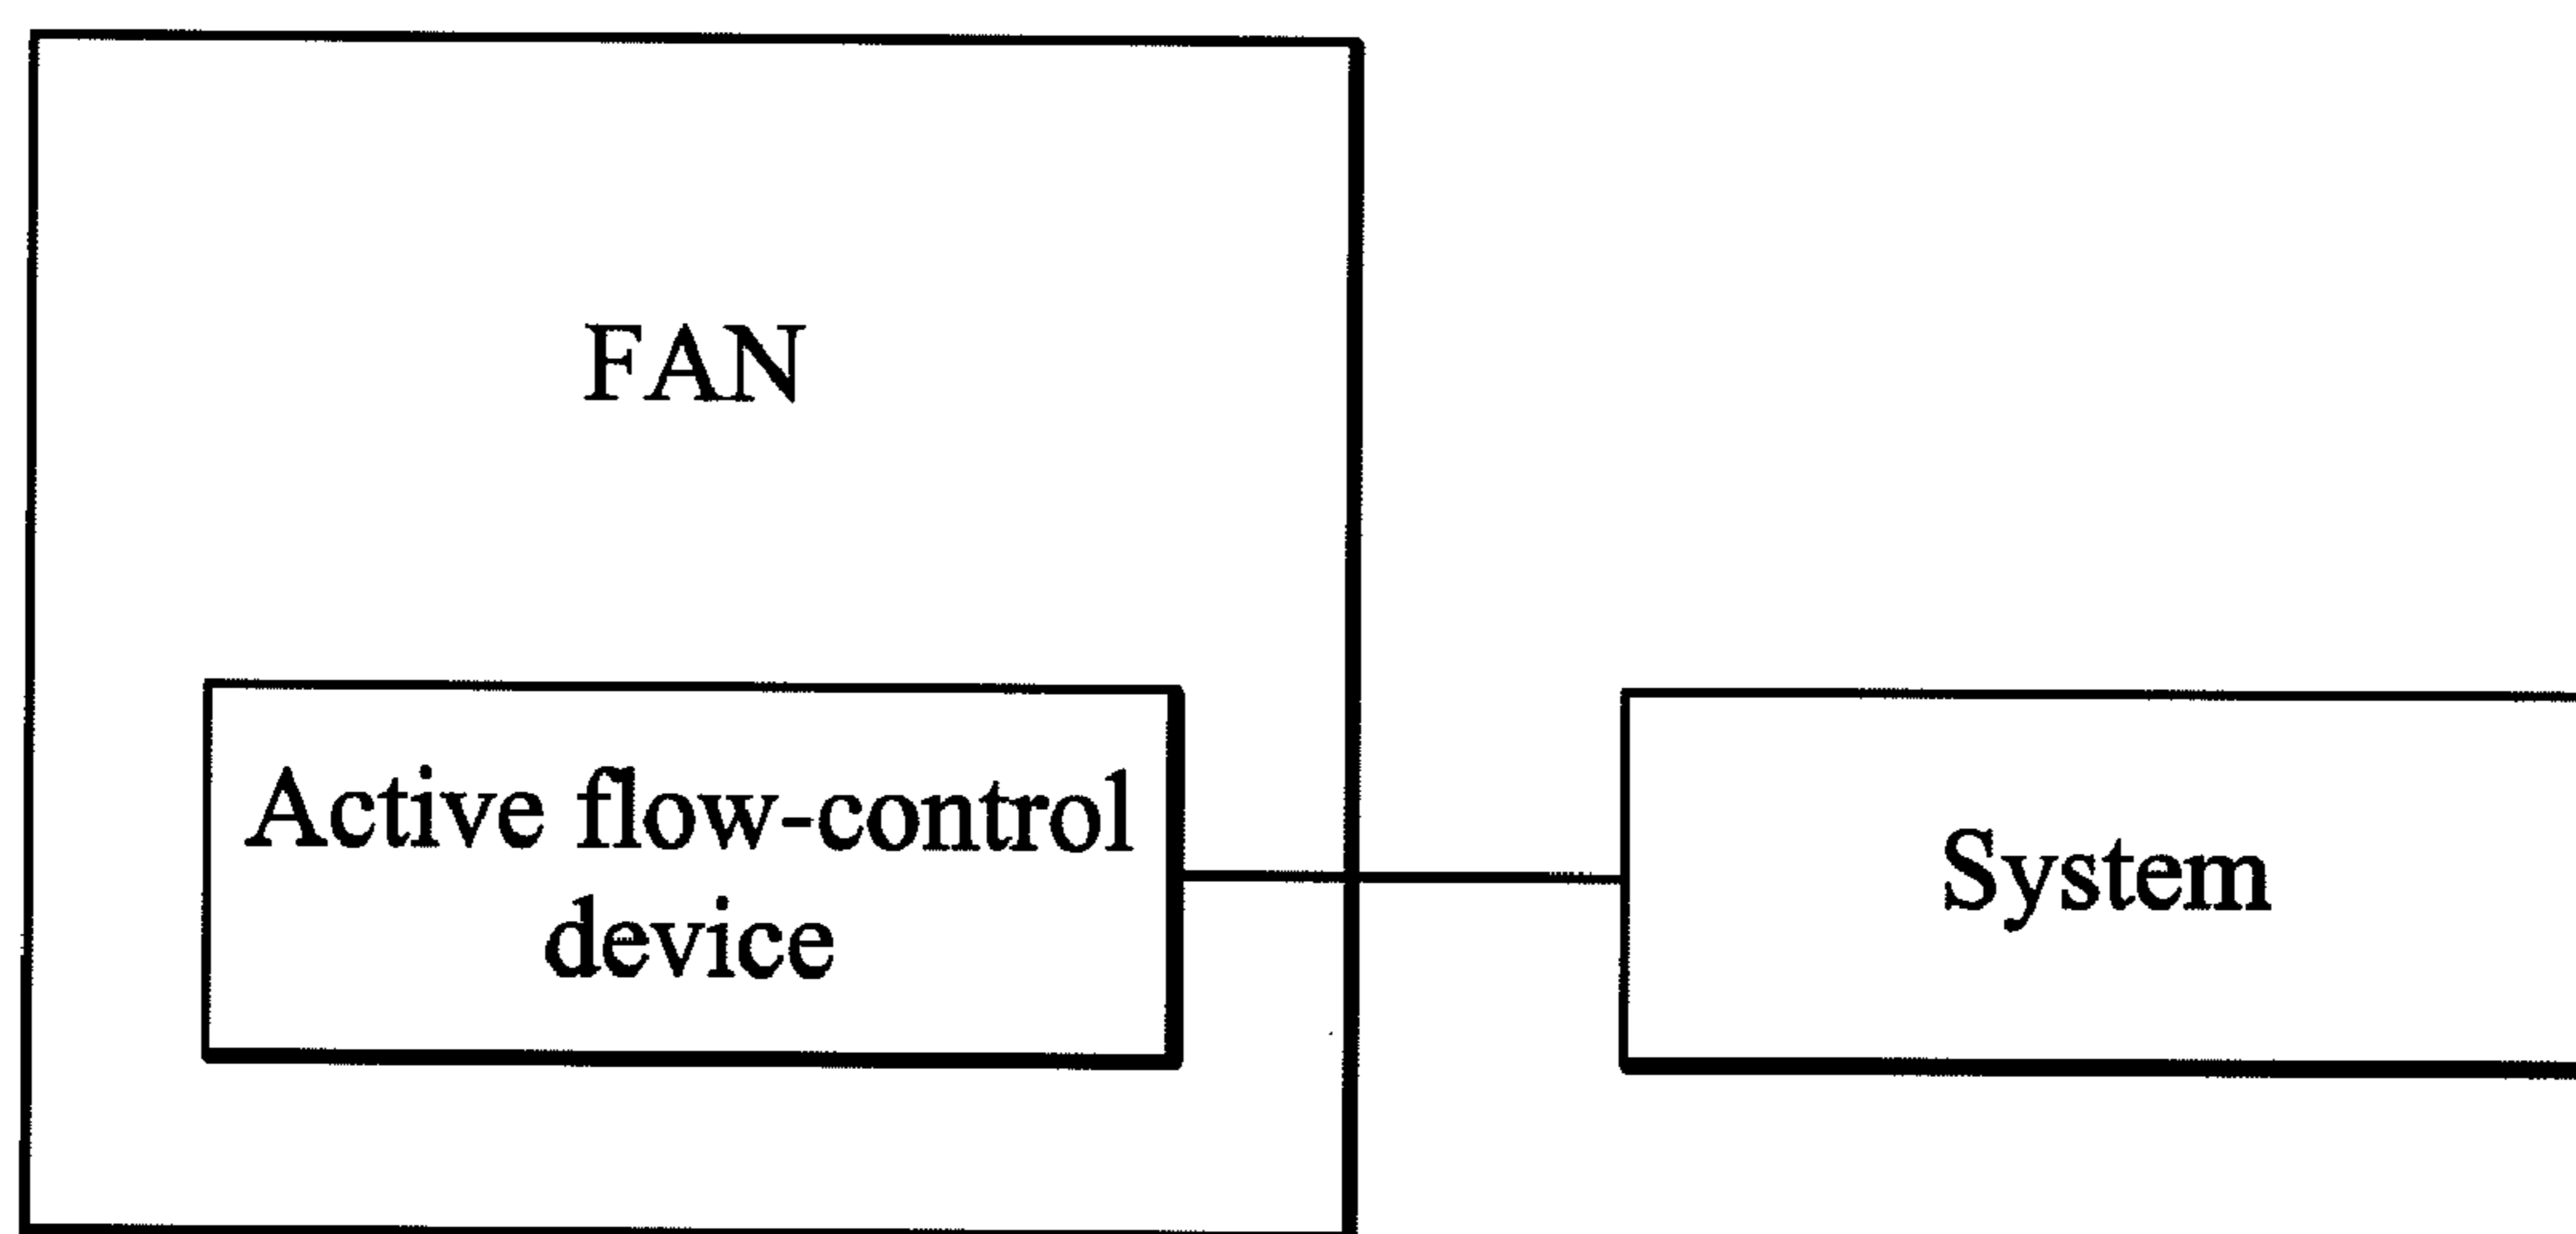 FAN
Active flow-control
device
System